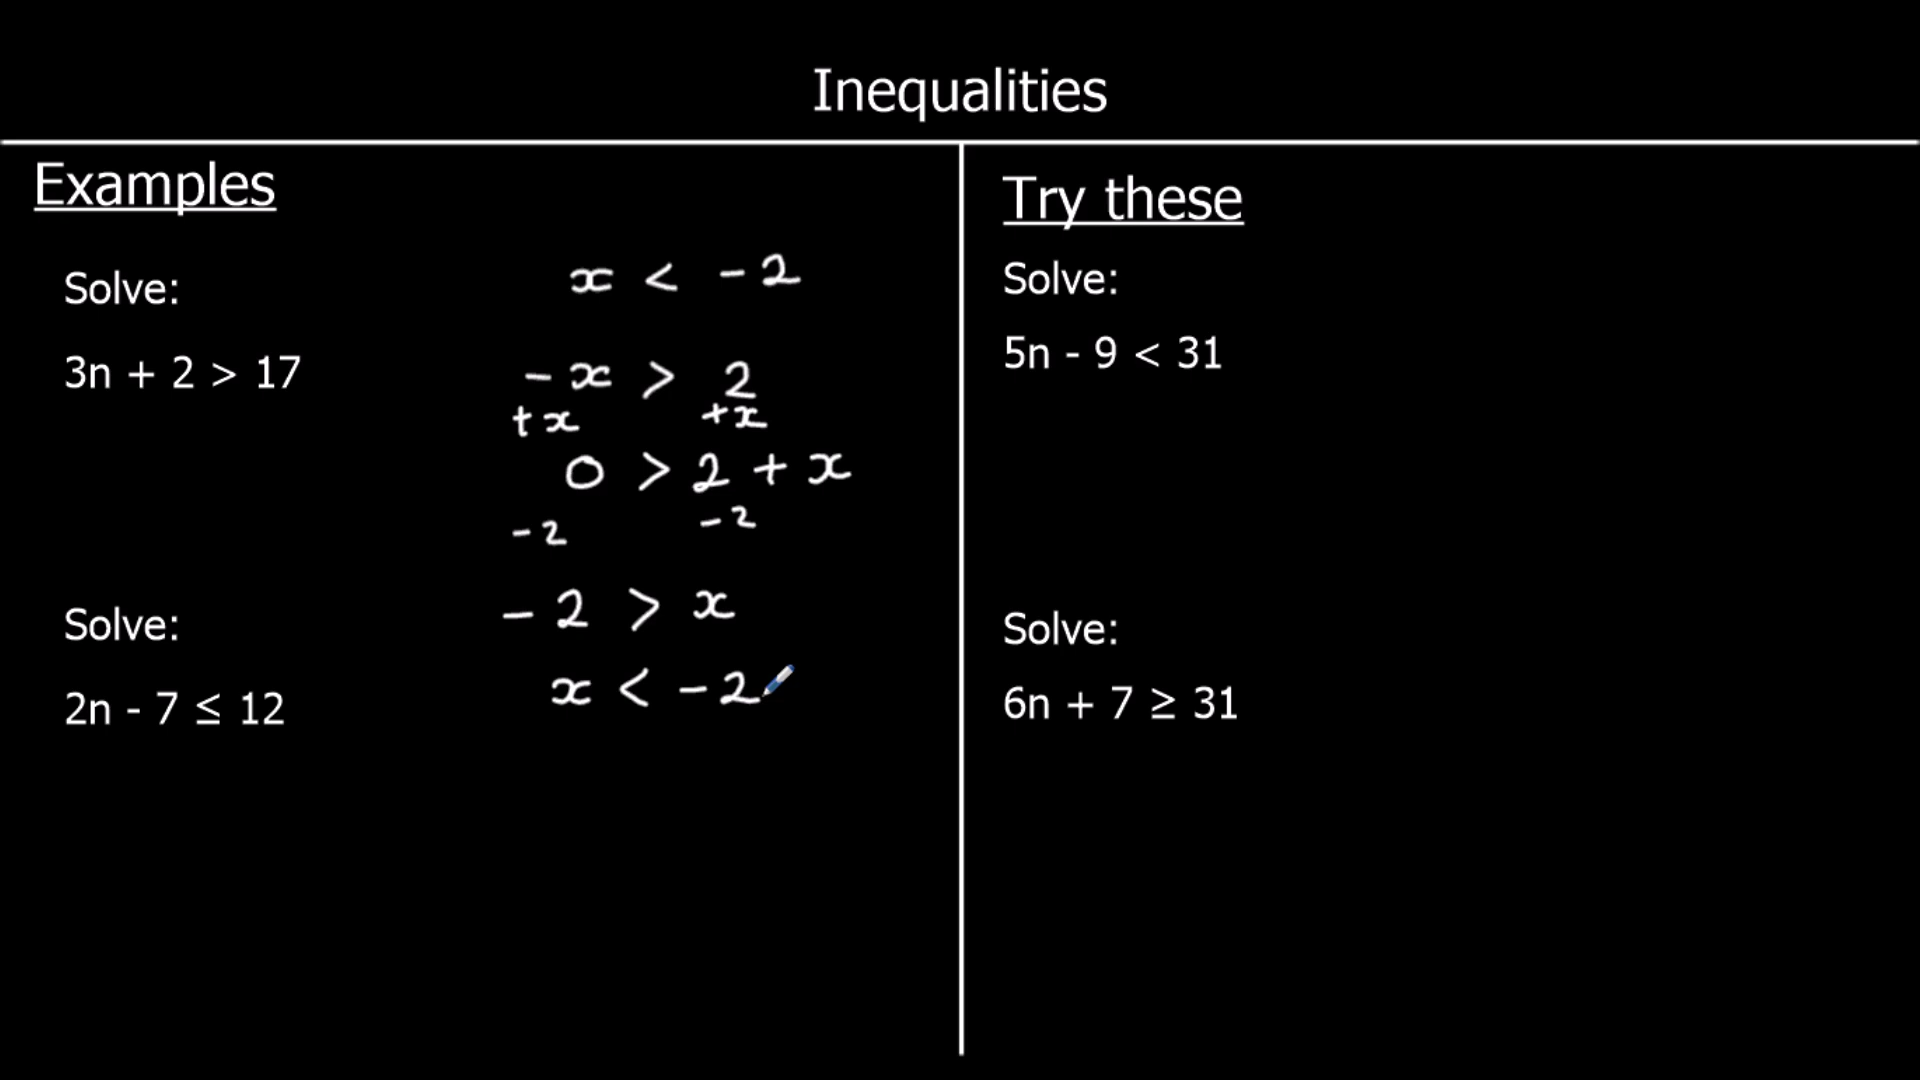 Inequalities
Examples
Solve:
3n + 2 > 17
x < -2
-x > 2
+x +x
0 > 2 + x
-2 -2
-2 > x
x < -2
Solve:
2n - 7 ≤ 12
Try these
Solve:
5n - 9 < 31
Solve:
6n + 7 ≥ 31